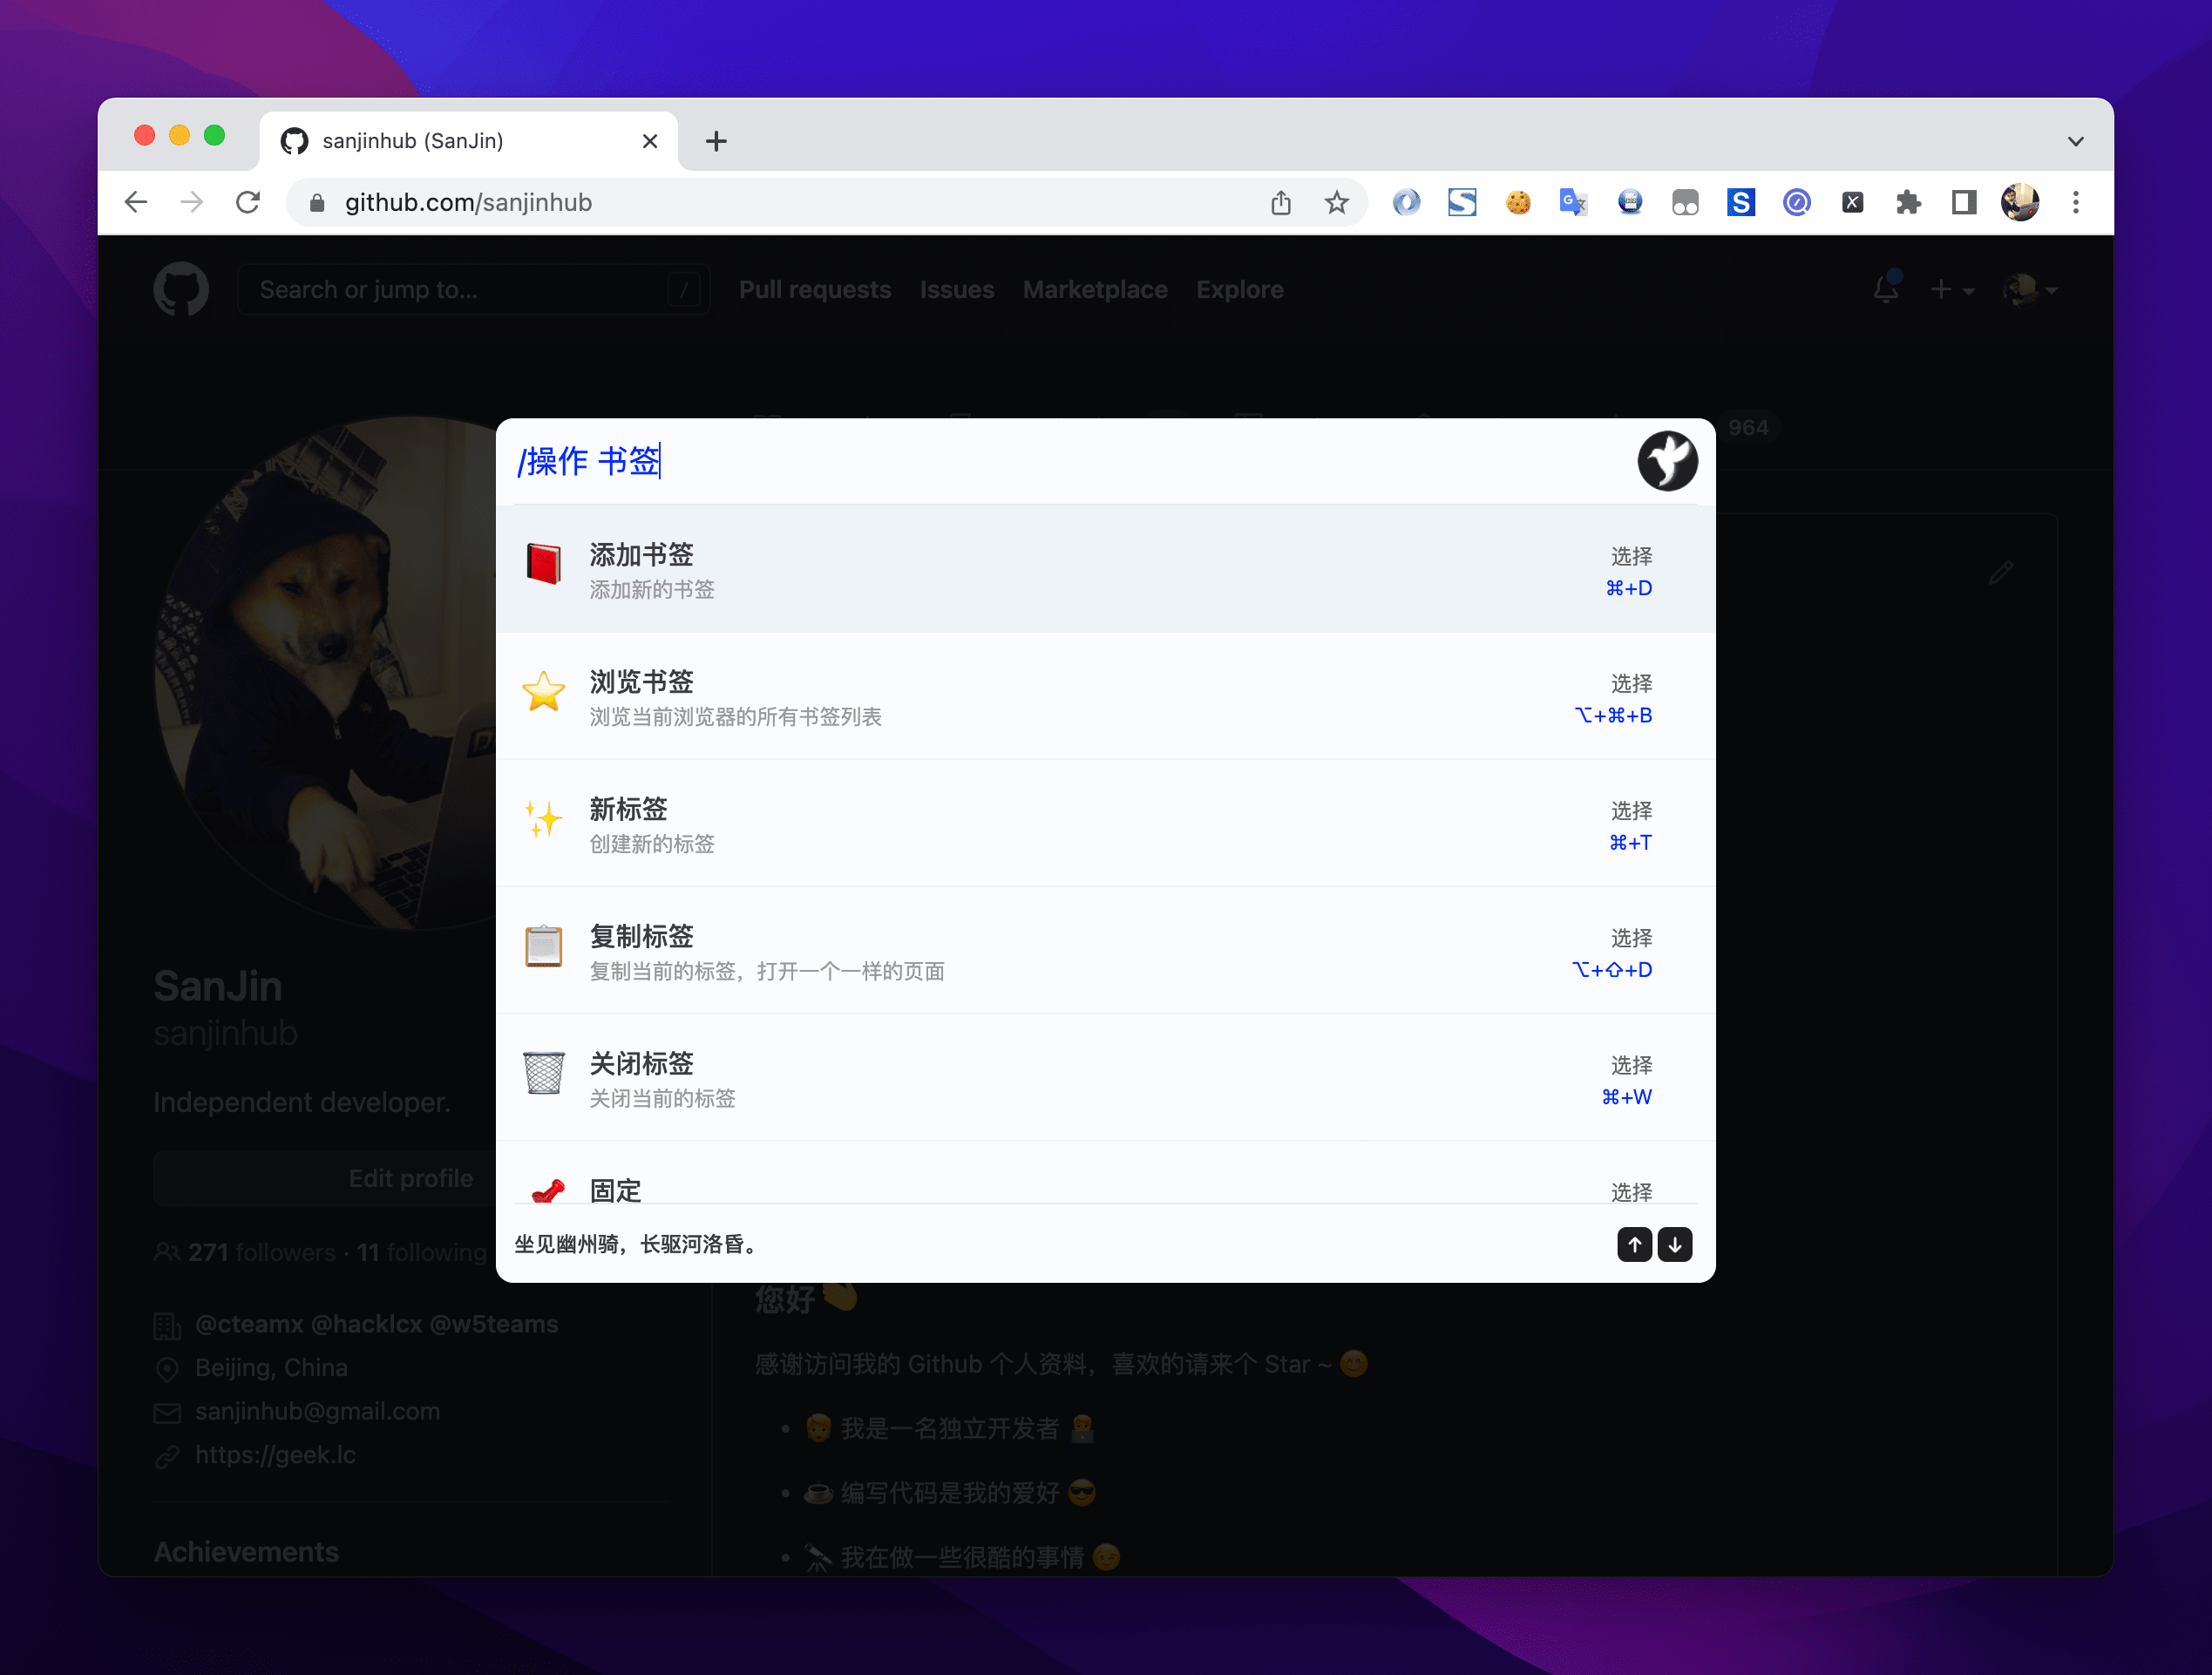 sanjinhub (SanJin)
github.com/sanjinhub
Search or jump to... /
Pull requests Issues Marketplace Explore
964
/操作 书签
添加书签
添加新的书签
选择
⌘+D
浏览书签
浏览当前浏览器的所有书签列表
选择
⌥+⌘+B
新标签
创建新的标签
选择
⌘+T
复制标签
复制当前的标签，打开一个一样的页面
选择
⌥+⇧+D
关闭标签
关闭当前的标签
选择
⌘+W
固定
选择
坐见幽州骑，长驱河洛昏。
SanJin
sanjinhub
Independent developer.
Edit profile
271 followers · 11 following
@cteamx @hacklcx @w5teams
Beijing, China
sanjinhub@gmail.com
https://geek.lc
Achievements
您好👋
感谢访问我的 Github 个人资料，喜欢的请来个 Star ~ 😊
我是一名独立开发者
编写代码是我的爱好 😎
我在做一些很酷的事情 😉